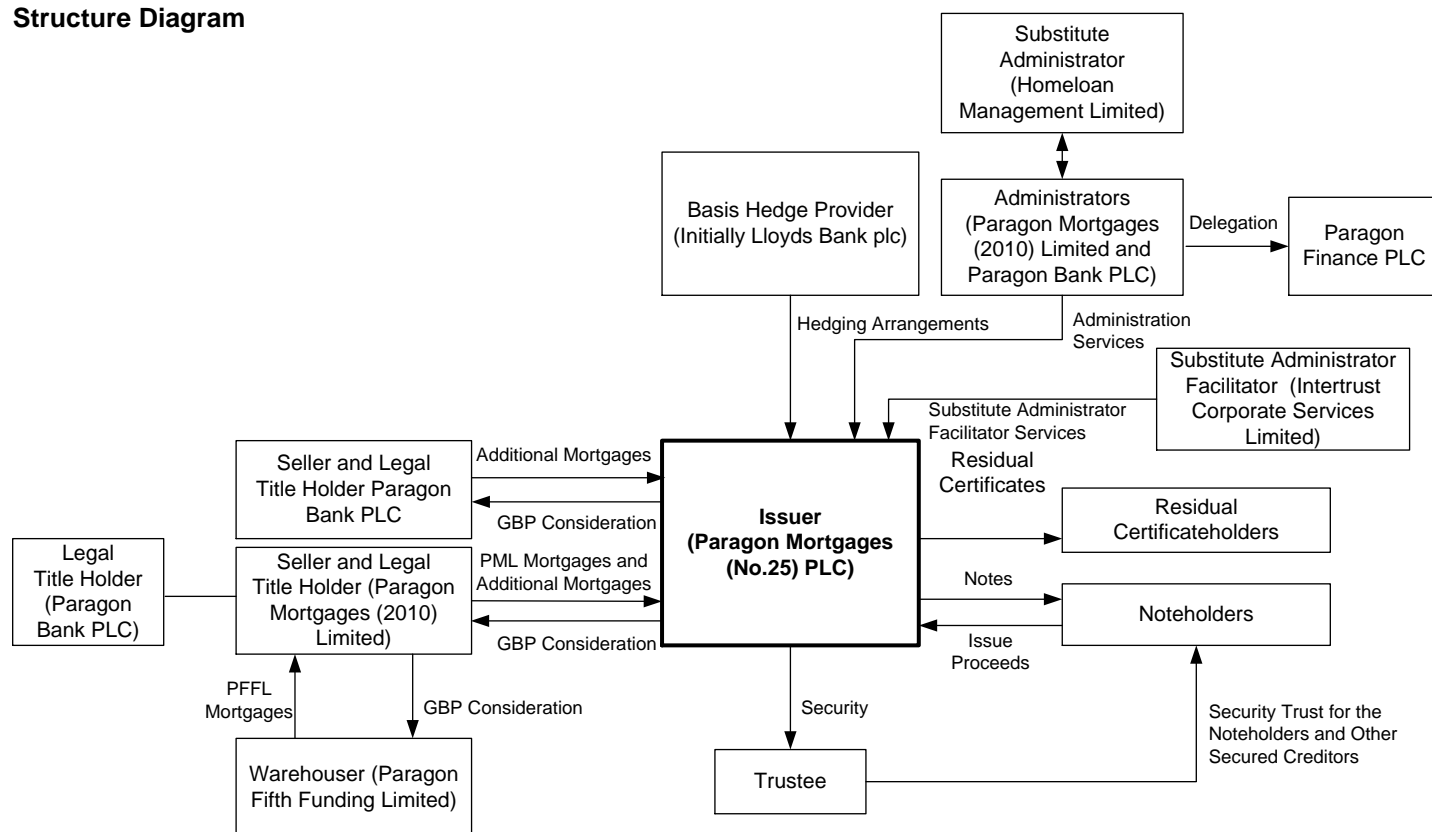 Structure Diagram
Substitute
Administrator
(Homeloan
Management Limited)
Basis Hedge Provider
(Initially Lloyds Bank plc)
Administrators
(Paragon Mortgages
(2010) Limited and
Paragon Bank PLC)
Delegation
Paragon
Finance PLC
Hedging Arrangements
Administration
Services
Substitute Administrator
Facilitator (Intertrust
Corporate Services
Limited)
Substitute Administrator
Facilitator Services
Seller and Legal
Title Holder Paragon
Bank PLC
Additional Mortgages
GBP Consideration
Issuer
(Paragon Mortgages
(No.25) PLC)
Residual
Certificates
Residual
Certificateholders
Legal
Title Holder
(Paragon
Bank PLC)
Seller and Legal
Title Holder (Paragon
Mortgages (2010)
Limited)
PML Mortgages and
Additional Mortgages
GBP Consideration
Notes
Noteholders
Issue
Proceeds
PFFL
Mortgages
GBP Consideration
Security
Security Trust for the
Noteholders and Other
Secured Creditors
Warehouser (Paragon
Fifth Funding Limited)
Trustee